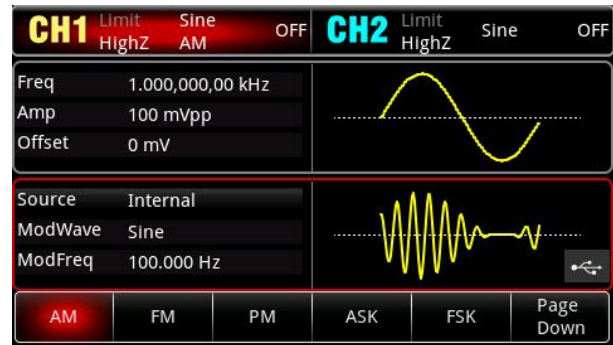 CH1 Limit Sine OFF CH2 Limit Sine OFF
HighZ AM HighZ
Freq 1.000,000,00 kHz
Amp 100 mVpp
Offset 0 mV
Source Internal
ModWave Sine
ModFreq 100.000 Hz
AM FM PM ASK FSK Page
Down